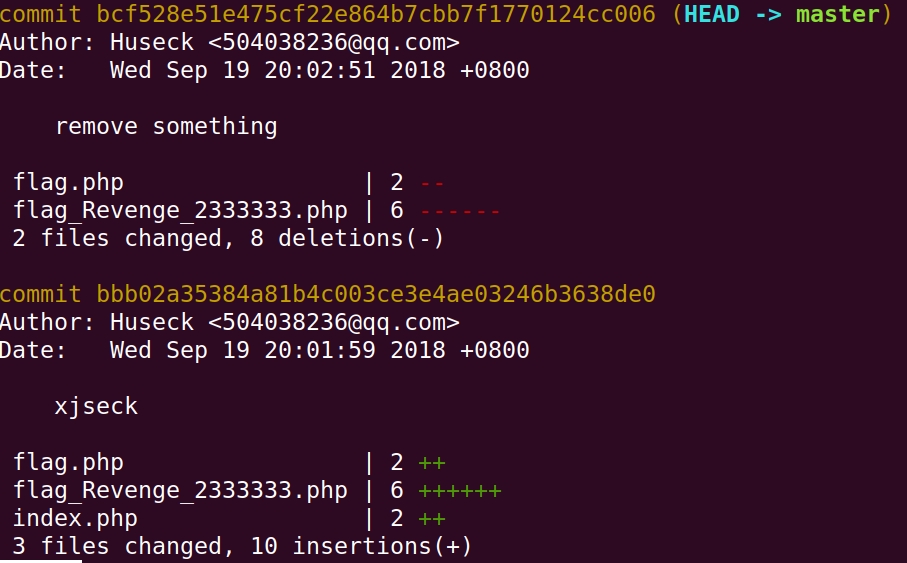 commit bcf528e51e475cf22e864b7cbb7f1770124cc006 (HEAD -> master)
Author: Huseck <504038236@qq.com>
Date:   Wed Sep 19 20:02:51 2018 +0800
    remove something
 flag.php                 | 2 --
 flag_Revenge_2333333.php | 6 ------
 2 files changed, 8 deletions(-)
commit bbb02a35384a81b4c003ce3e4ae03246b3638de0
Author: Huseck <504038236@qq.com>
Date:   Wed Sep 19 20:01:59 2018 +0800
    xjseck
 flag.php                 | 2 ++
 flag_Revenge_2333333.php | 6 ++++++
 index.php                | 2 ++
 3 files changed, 10 insertions(+)